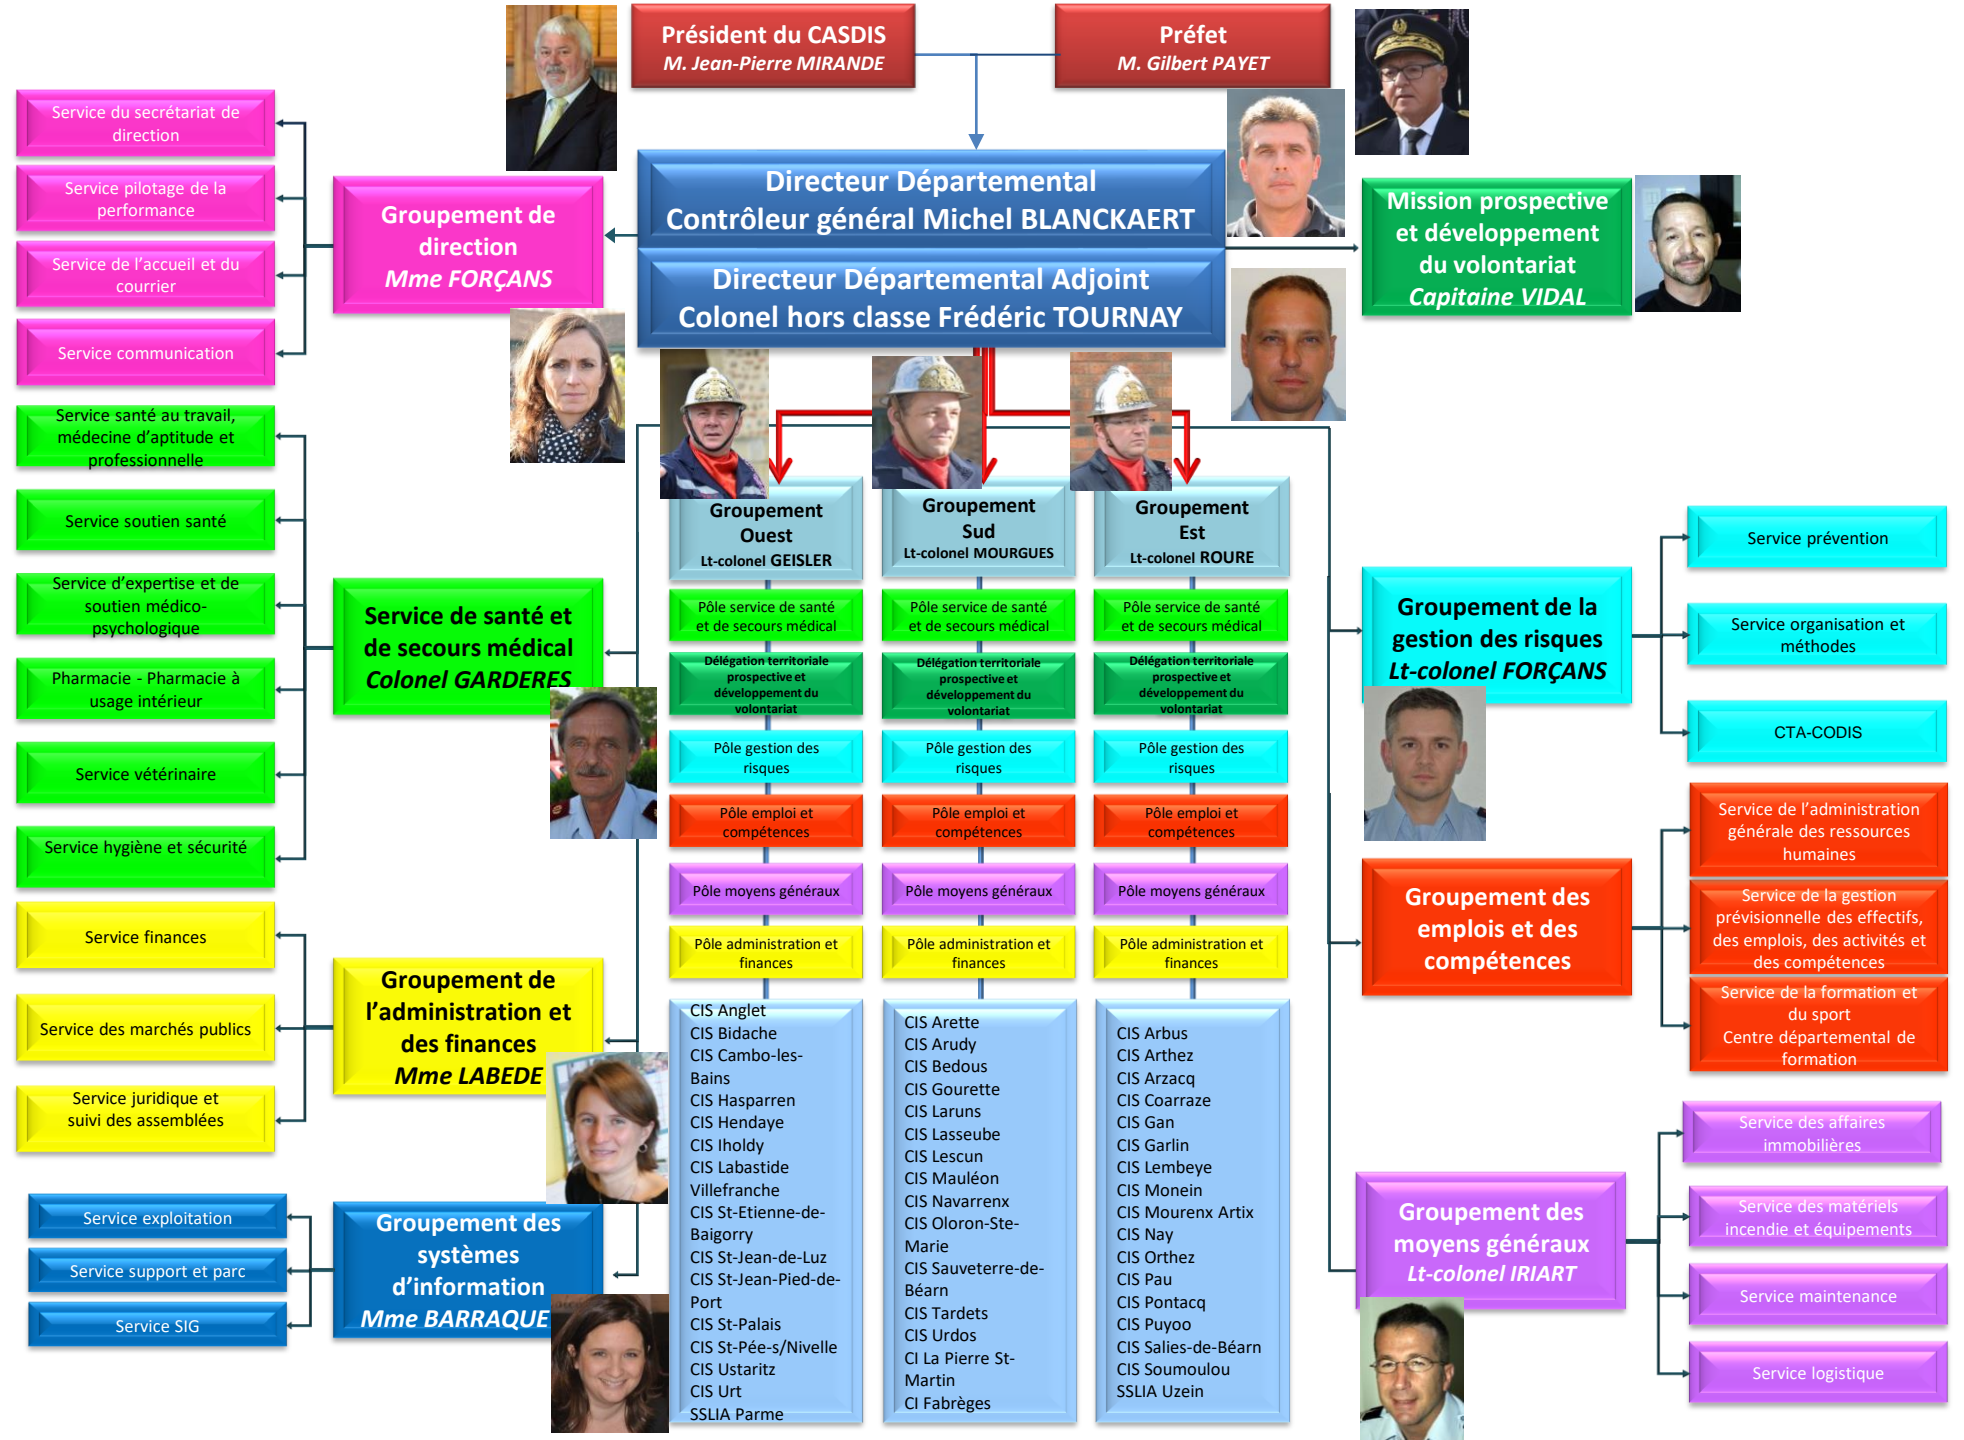 Président du CASDIS
M. Jean-Pierre MIRANDE
Préfet
M. Gilbert PAYET
Directeur Départemental
Contrôleur général Michel BLANCKAERT
Directeur Départemental Adjoint
Colonel hors classe Frédéric TOURNAY
Mission prospective
et développement
du volontariat
Capitaine VIDAL
Groupement de
direction
Mme FORÇANS
Service du secrétariat de
direction
Service pilotage de la
performance
Service de l'accueil et du
courrier
Service communication
Service de santé et
de secours médical
Colonel GARDERES
Service santé au travail,
médecine d'aptitude et
professionnelle
Service soutien santé
Service d'expertise et de
soutien médico-
psychologique
Pharmacie - Pharmacie à
usage intérieur
Service vétérinaire
Service hygiène et sécurité
Groupement de
l'administration et
des finances
Mme LABEDE
Service finances
Service des marchés publics
Service juridique et
suivi des assemblées
Groupement des
systèmes
d'information
Mme BARRAQUE
Service exploitation
Service support et parc
Service SIG
Groupement
Ouest
Lt-colonel GEISLER
Pôle service de santé
et de secours médical
Délégation territoriale
prospective et
développement du
volontariat
Pôle gestion des
risques
Pôle emploi et
compétences
Pôle moyens généraux
Pôle administration et
finances
CIS Anglet
CIS Bidache
CIS Cambo-les-
Bains
CIS Hasparren
CIS Hendaye
CIS Iholdy
CIS Labastide
Villefranche
CIS St-Etienne-de-
Baigorry
CIS St-Jean-de-Luz
CIS St-Jean-Pied-de-
Port
CIS St-Palais
CIS St-Pée-s/Nivelle
CIS Ustaritz
CIS Urt
SSLIA Parme
Groupement
Sud
Lt-colonel MOURGUES
Pôle service de santé
et de secours médical
Délégation territoriale
prospective et
développement du
volontariat
Pôle gestion des
risques
Pôle emploi et
compétences
Pôle moyens généraux
Pôle administration et
finances
CIS Arette
CIS Arudy
CIS Bedous
CIS Gourette
CIS Laruns
CIS Lasseube
CIS Lescun
CIS Mauléon
CIS Navarrenx
CIS Oloron-Ste-
Marie
CIS Sauveterre-de-
Béarn
CIS Tardets
CIS Urdos
CI La Pierre St-
Martin
CI Fabrèges
Groupement
Est
Lt-colonel ROURE
Pôle service de santé
et de secours médical
Délégation territoriale
prospective et
développement du
volontariat
Pôle gestion des
risques
Pôle emploi et
compétences
Pôle moyens généraux
Pôle administration et
finances
CIS Arbus
CIS Arthez
CIS Arzacq
CIS Coarraze
CIS Gan
CIS Garlin
CIS Lembeye
CIS Monein
CIS Mourenx Artix
CIS Nay
CIS Orthez
CIS Pau
CIS Pontacq
CIS Puyoo
CIS Salies-de-Béarn
CIS Soumoulou
SSLIA Uzein
Groupement de la
gestion des risques
Lt-colonel FORÇANS
Service prévention
Service organisation et
méthodes
CTA-CODIS
Groupement des
emplois et des
compétences
Service de l'administration
générale des ressources
humaines
Service de la gestion
prévisionnelle des effectifs,
des emplois, des activités et
des compétences
Service de la formation et
du sport
Centre départemental de
formation
Groupement des
moyens généraux
Lt-colonel IRIART
Service des affaires
immobilières
Service des matériels
incendie et équipements
Service maintenance
Service logistique